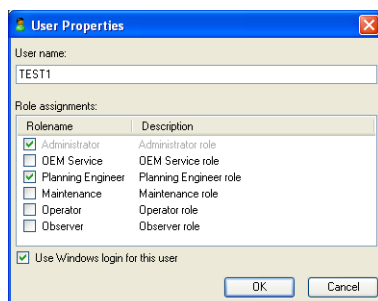 User Properties
User name:
TEST1
Role assignments:
Rolename Description
Administrator Administrator role
OEM Service OEM Service role
Planning Engineer Planning Engineer role
Maintenance Maintenance role
Operator Operator role
Observer Observer role
Use Windows login for this user
OK Cancel